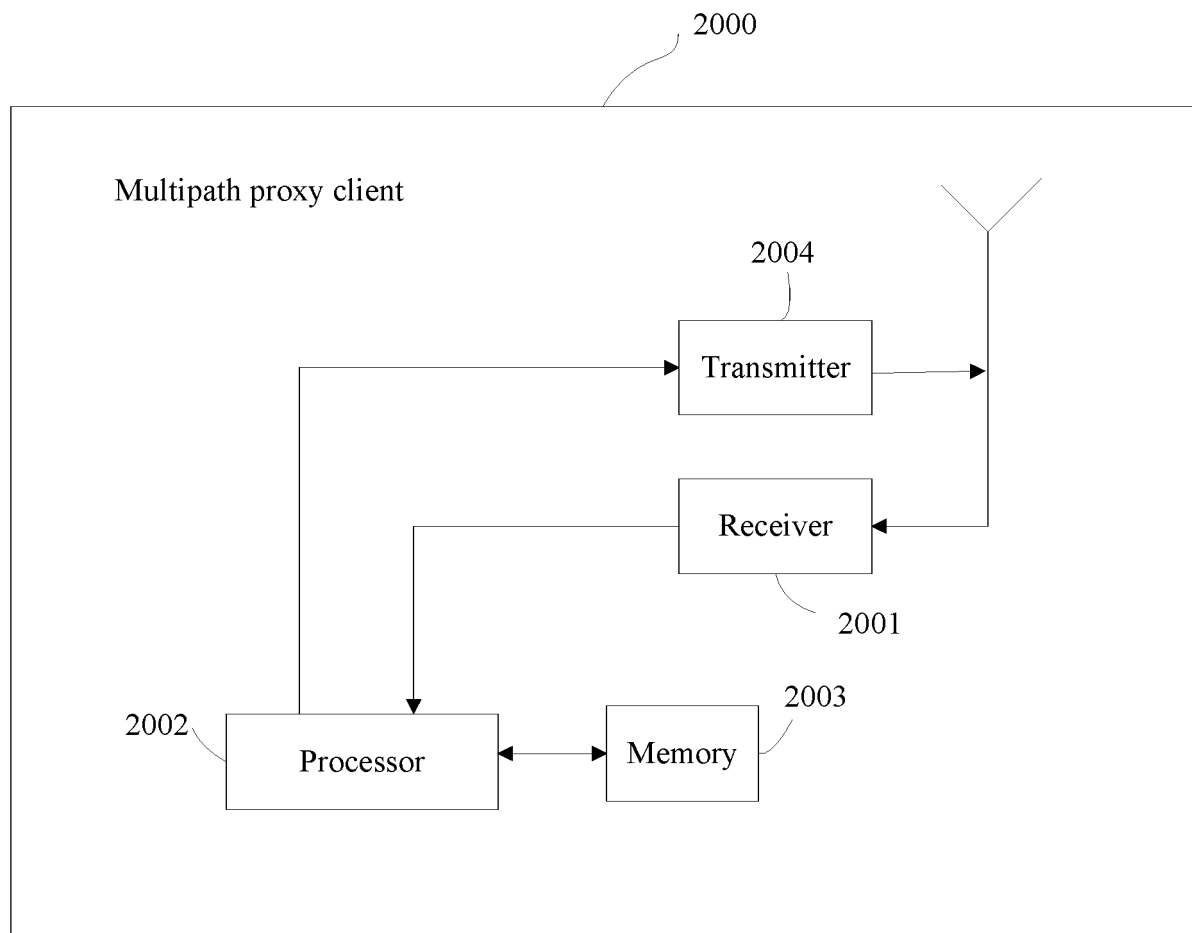 2000
Multipath proxy client
2004
Transmitter
Receiver
2001
2002
Processor
Memory
2003